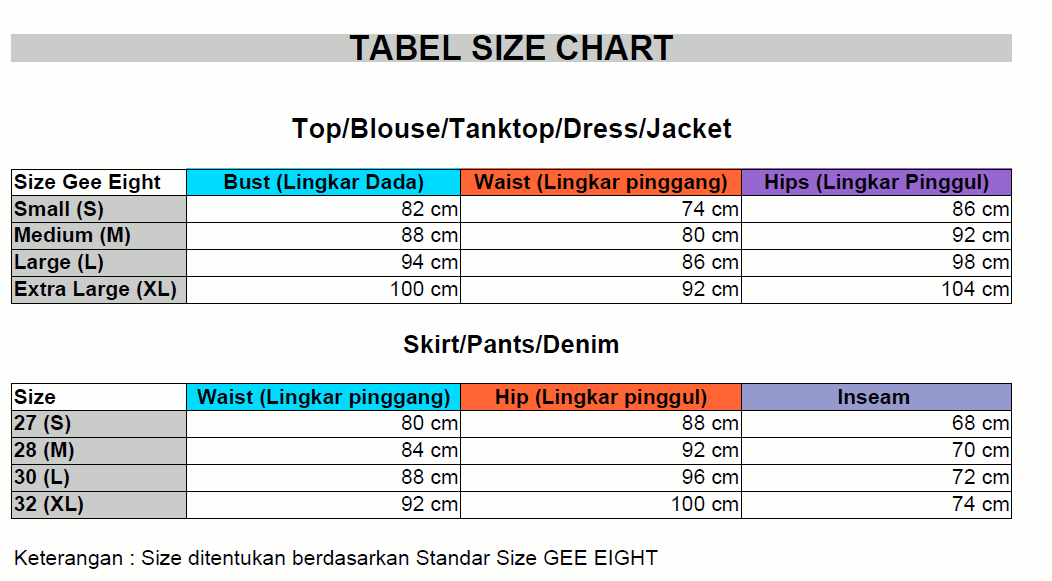 TABEL SIZE CHART
Top/Blouse/Tanktop/Dress/Jacket
Size Gee Eight Bust (Lingkar Dada) Waist (Lingkar pinggang) Hips (Lingkar Pinggul)
Small (S) 82 cm 74 cm 86 cm
Medium (M) 88 cm 80 cm 92 cm
Large (L) 94 cm 86 cm 98 cm
Extra Large (XL) 100 cm 92 cm 104 cm
Skirt/Pants/Denim
Size Waist (Lingkar pinggang) Hip (Lingkar pinggul) Inseam
27 (S) 80 cm 88 cm 68 cm
28 (M) 84 cm 92 cm 70 cm
30 (L) 88 cm 96 cm 72 cm
32 (XL) 92 cm 100 cm 74 cm
Keterangan : Size ditentukan berdasarkan Standar Size GEE EIGHT